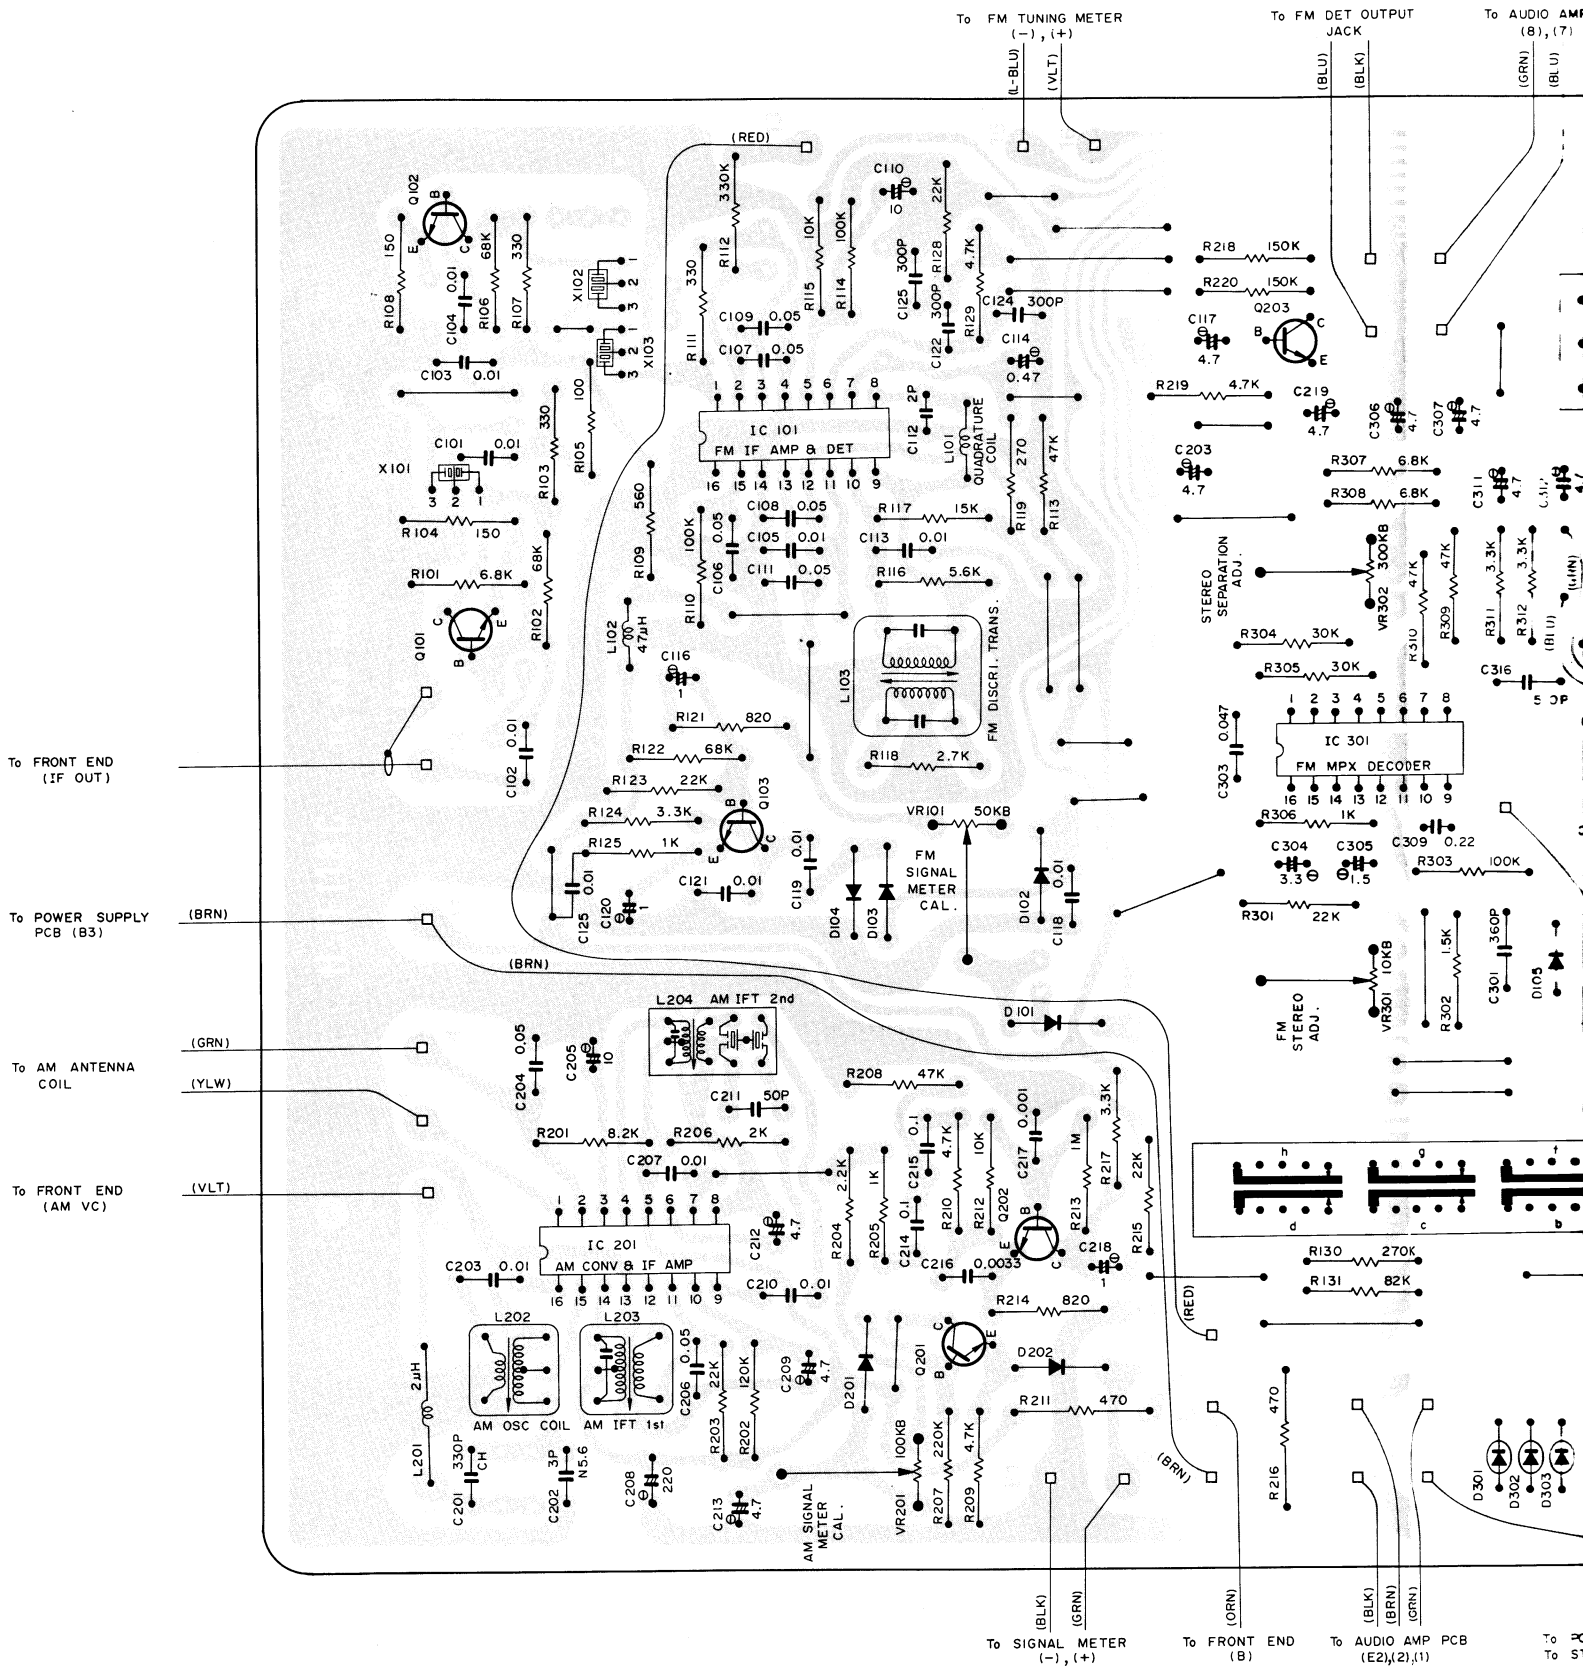 To FM TUNING METER
(−), (+)
To FM DET OUTPUT
JACK
To AUDIO AMP
(8), (7)
(L-BLU)
(VLT)
(BLU)
(BLK)
(GRN)
(BLU)
(RED)
Q102
B
E
C
150
R108
C104 0.01
68K
R106
330
R107
X102
1
2
3
X103
1
2
3
C103 0.01
330K
R112
330
R111
10K
R115
100K
R114
C110
10
22K
R128
C125 300P
4.7K
R129
C122 300P
C124 300P
C109 0.05
C107 0.05
C114
0.47
R218 150K
R220 150K
Q203
B
C
E
C117
4.7
R219 4.7K
C219
4.7
C306
4.7
C307
4.7
C203
4.7
R307 6.8K
R308 6.8K
C311
4.7
1 2 3 4 5 6 7 8
IC 101
FM IF AMP & DET
16 15 14 13 12 11 10 9
C112 2P
L101
QUADRATURE
COIL
270
R119
47K
R113
C101 0.01
X101
3 2 1
R103 330
R105 100
R104 150
R101 6.8K
68K
R102
Q101
C
E
B
560
R109
100K
R110
C106 0.05
C108 0.05
C105 0.01
C111 0.05
R117 15K
C113 0.01
R116 5.6K
L102
47μH
C116
1
L103
FM DISCRI. TRANS.
STEREO
SEPARATION
ADJ.
VR302 300KB
R310 47K
R309 47K
R311 3.3K
R312 3.3K
(GRN)
(BLU)
R304 30K
R305 30K
C316
R121 820
R122 68K
R123 22K
R124 3.3K
R125 1K
Q103
B
E
C
R118 2.7K
VR101 50KB
FM
SIGNAL
METER
CAL.
C303 0.047
1 2 3 4 5 6 7 8
IC 301
FM MPX DECODER
16 15 14 13 12 11 10 9
R306 1K
C309 0.22
C304
3.3
C305
1.5
R303 100K
R301 22K
To FRONT END
(IF OUT)
C102 0.01
C125 0.01
C120
1
C121 0.01
C119 0.01
D104
D103
D102
C118 0.01
To POWER SUPPLY
PCB (B3)
(BRN)
(BRN)
VR301 10KB
R302 1.5K
C301 360P
D105
FM
STEREO
ADJ.
L204 AM IFT 2nd
D101
To AM ANTENNA
COIL
(GRN)
(YLW)
C204 0.05
C205
10
C211 50P
R208 47K
R201 8.2K
R206 2K
C207 0.01
To FRONT END
(AM VC)
(VLT)
2.2K
R204
1K
R205
C215 0.1
C214 0.1
4.7K
R210
10K
R212
C217 0.001
Q202
B
E
C
1M
R213
3.3K
R217
22K
R215
h g f
d c b
1 2 3 4 5 6 7 8
IC 201
AM CONV & IF AMP
16 15 14 13 12 11 10 9
C212
4.7
C203 0.01
C210 0.01
C216 0.0033
C218
1
R130 270K
R131 82K
R214 820
(RED)
L202
AM OSC COIL
L203
AM IFT 1st
L201 2μH
C206 0.05
22K
R203
120K
R202
C209
4.7
D201
Q201
C
E
B
D202
R211 470
470
R216
C201 330P
CH
C202 3P
N5.6
C208
220
C213
4.7
AM SIGNAL
METER
CAL.
VR201 100KB
220K
R207
4.7K
R209
(BRN)
D301
D302
D303
(BLK)
(GRN)
(ORN)
(BLK)
(BRN)
(GRN)
To SIGNAL METER
(−), (+)
To FRONT END
(B)
To AUDIO AMP PCB
(E2),(2),(1)
To
To